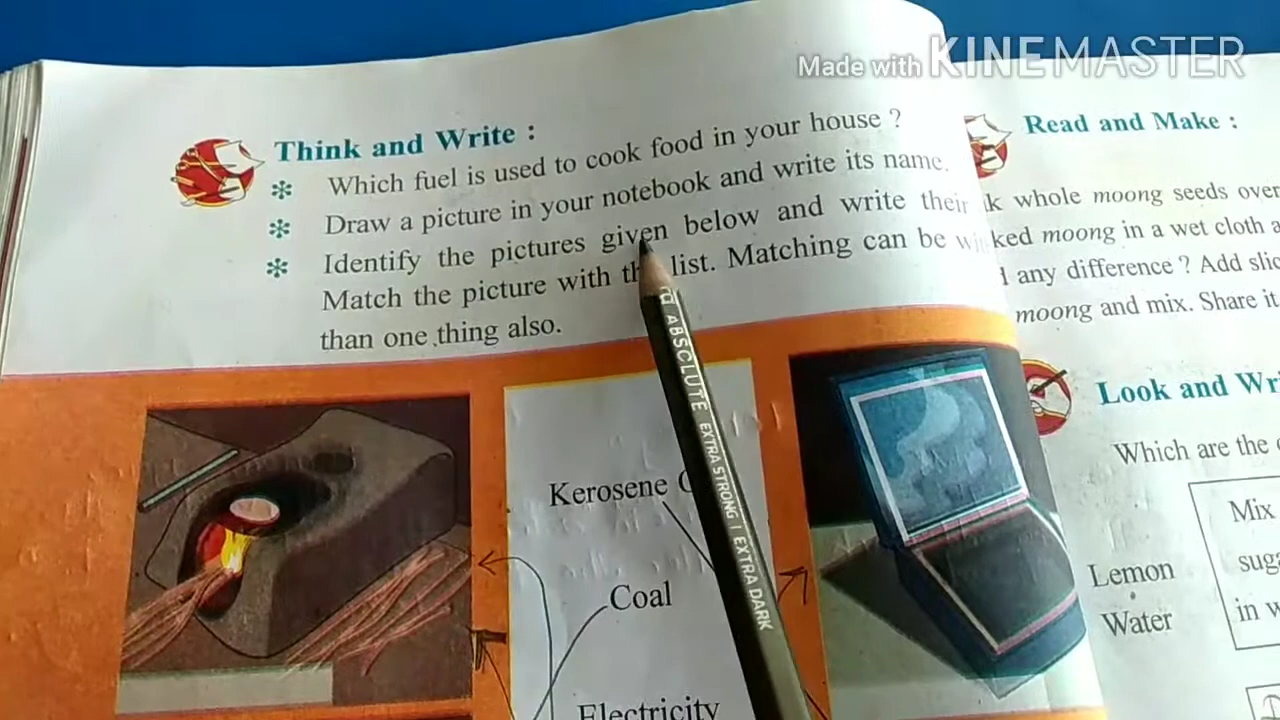 Made with KINEMASTER
Think and Write :
Which fuel is used to cook food in your house ?
Draw a picture in your notebook and write its name.
Identify the pictures given below and write their
Match the picture with list. Matching can be
than one thing also.
Kerosene
Coal
Electricity
ABSOLUTE EXTRA STRONG | EXTRA DARK
Read and Make :
whole moong seeds over
moong in a wet cloth
any difference ? Add
moong and mix. Share it
Look and
Which are the
Lemon
Water
Mix
in